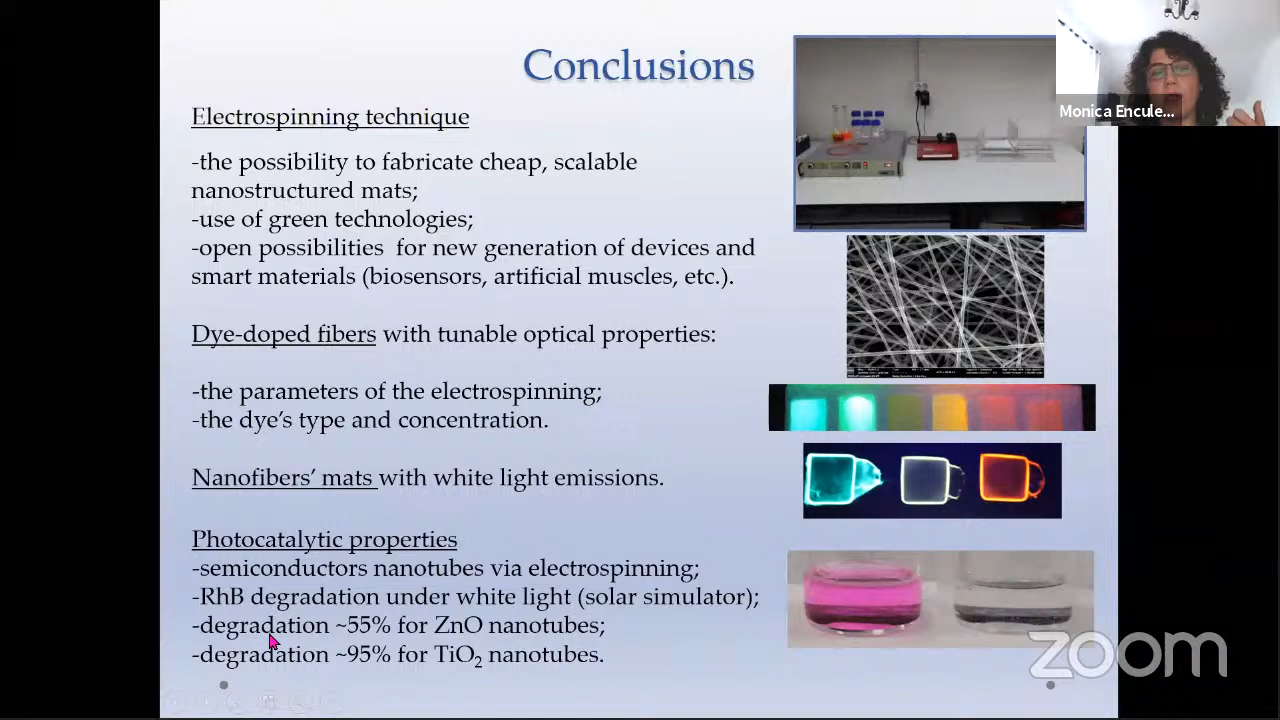 Conclusions
Monica Encule...
Electrospinning technique
-the possibility to fabricate cheap, scalable
nanostructured mats;
-use of green technologies;
-open possibilities for new generation of devices and
smart materials (biosensors, artificial muscles, etc.).
Dye-doped fibers with tunable optical properties:
-the parameters of the electrospinning;
-the dye's type and concentration.
Nanofibers' mats with white light emissions.
Photocatalytic properties
-semiconductors nanotubes via electrospinning;
-RhB degradation under white light (solar simulator);
-degradation ~55% for ZnO nanotubes;
-degradation ~95% for TiO₂ nanotubes.
zoom